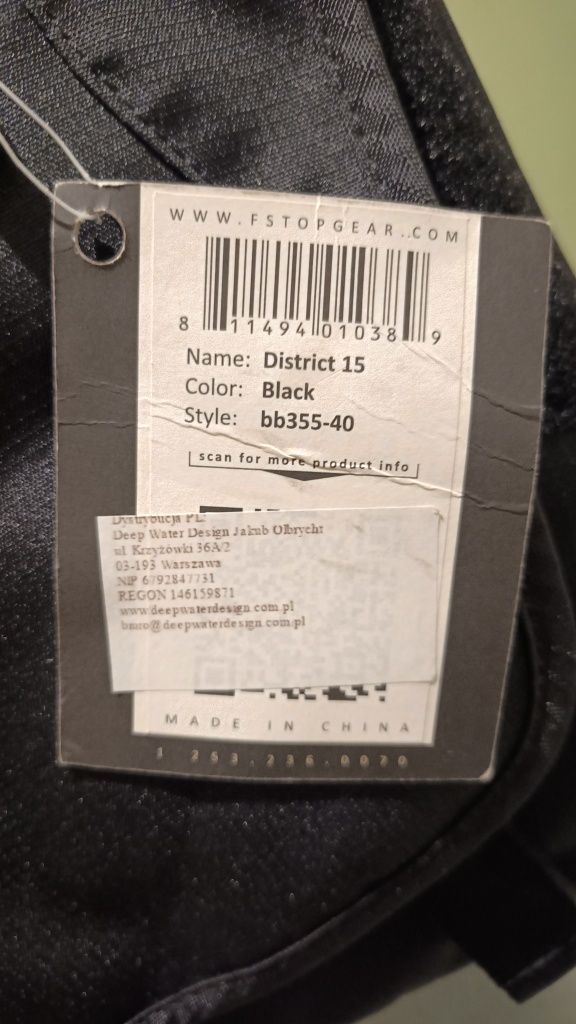 WWW.FSTOPGEAR.COM
8 11494 01038 9
Name: District 15
Color: Black
Style: bb355-40
scan for more product info
Dystrybucja PL:
Deep Water Design Jakub Olbrycht
ul Krzyżówki 36A/2
03-193 Warszawa
NIP 6792847731
REGON 146159871
www.deepwaterdesign.com.pl
biuro@deepwaterdesign.com.pl
MADE IN CHINA
1 253.236.0070